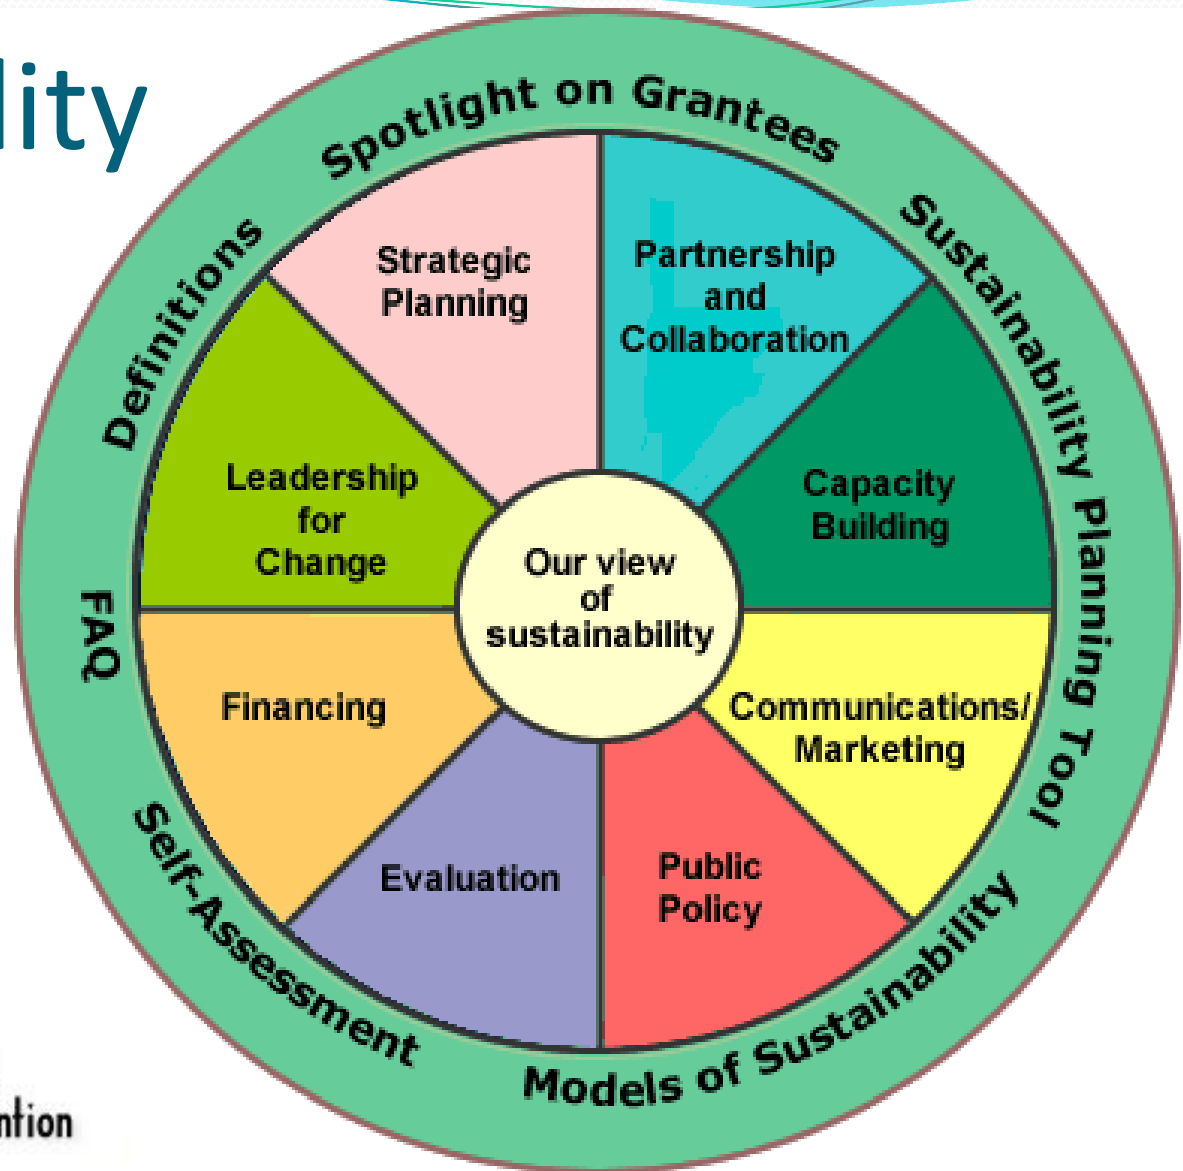 lity
Spotlight on Grantees
Sustainability Planning Tool
Models of Sustainability
Self-Assessment
FAQ
Definitions
Strategic
Planning
Partnership
and
Collaboration
Capacity
Building
Communications/
Marketing
Public
Policy
Evaluation
Financing
Leadership
for
Change
Our view
of
sustainability
ntion